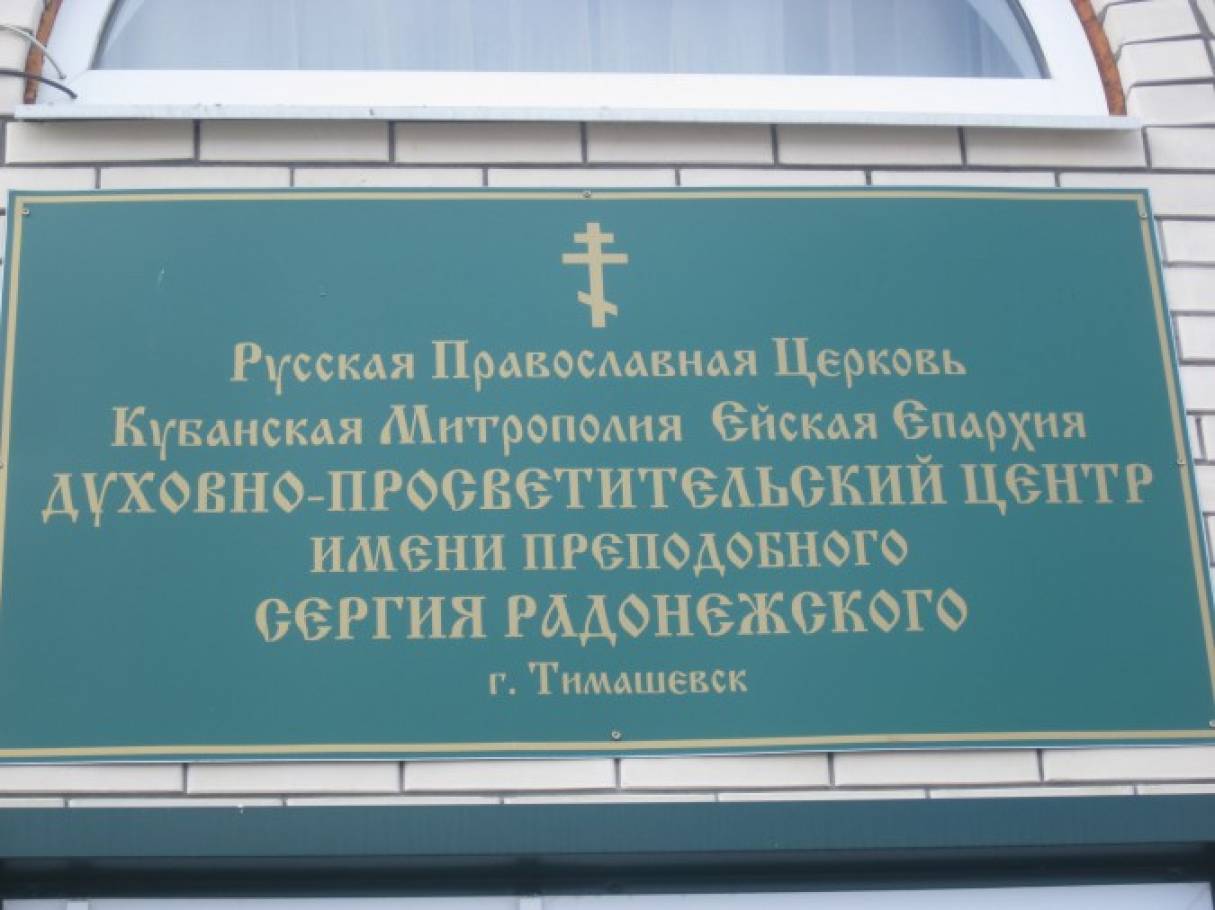 Русская Православная Церковь
Кубанская Митрополия Ейская Епархия
ДУХОВНО-ПРОСВЕТИТЕЛЬСКИЙ ЦЕНТР
ИМЕНИ ПРЕПОДОБНОГО
СЕРГИЯ РАДОНЕЖСКОГО
г. Тимашевск